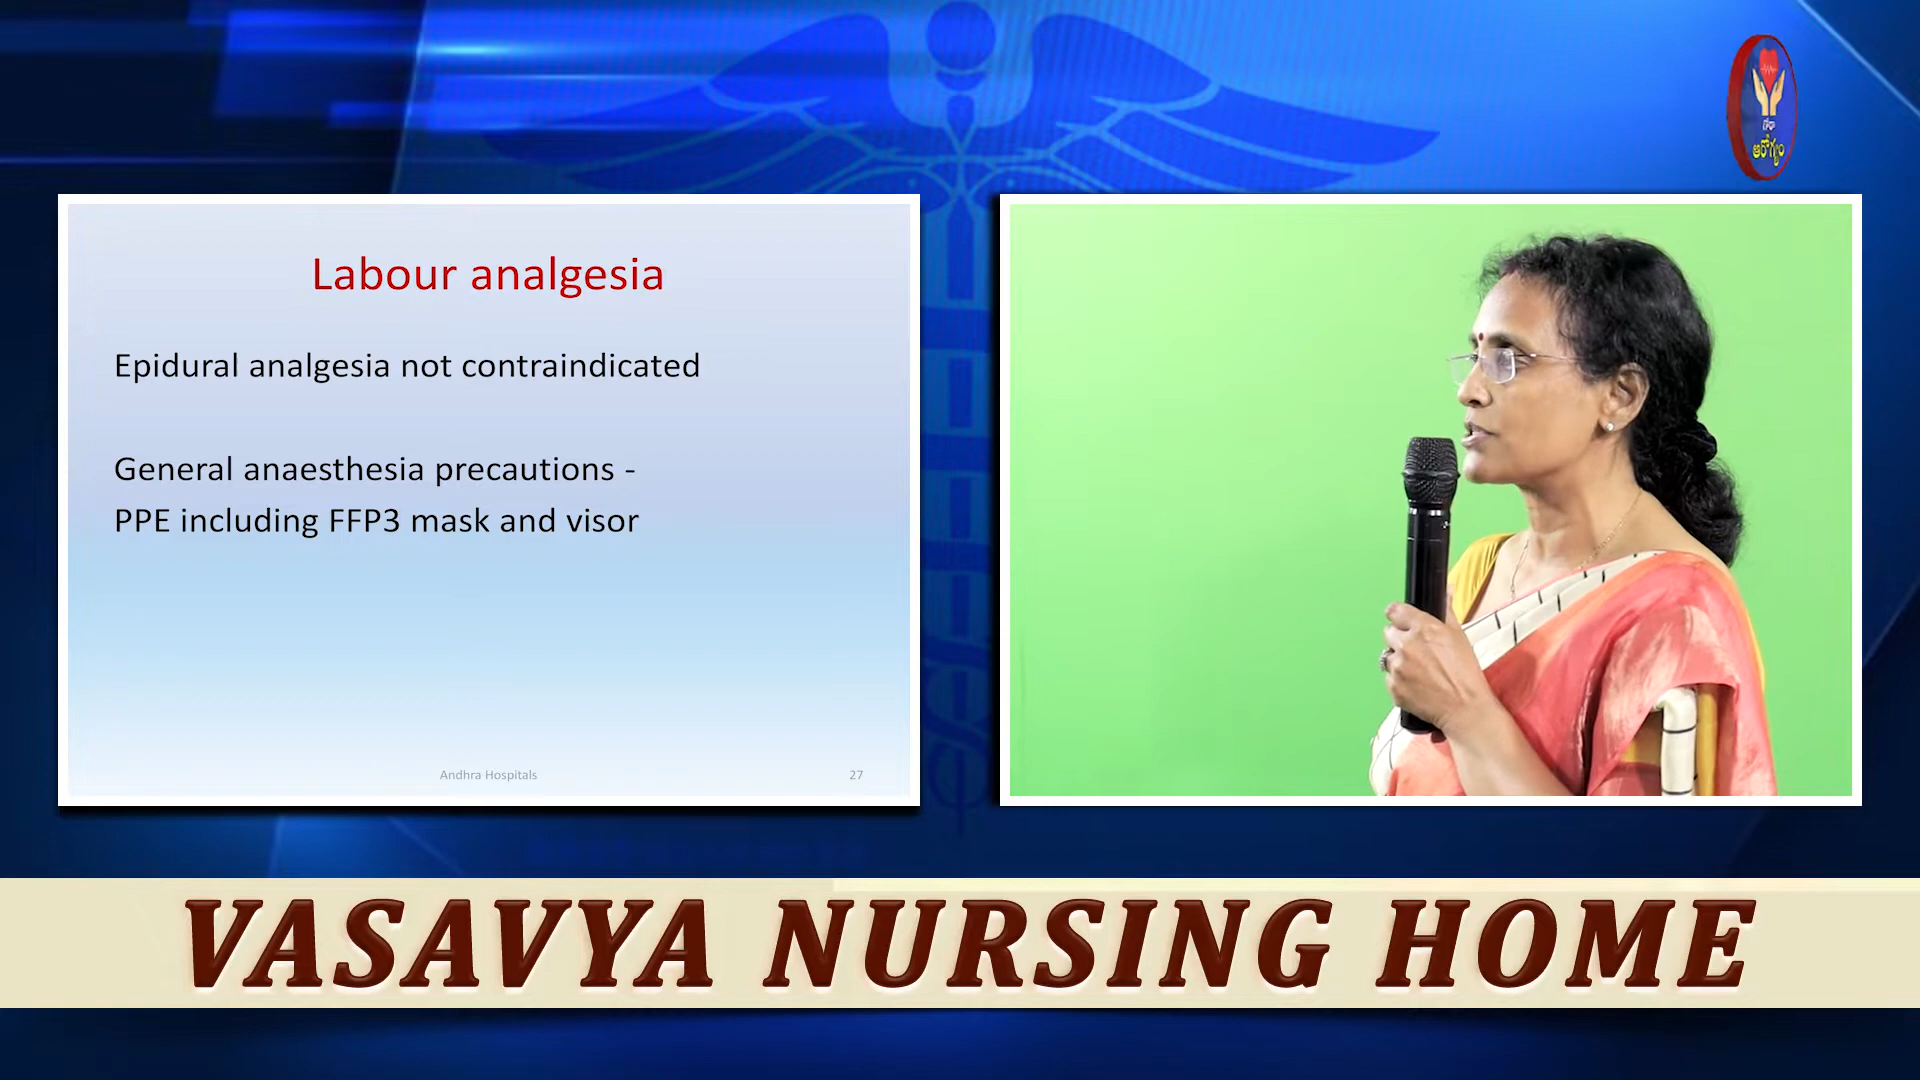 గోదా
ఆరోగ్యం
Labour analgesia
Epidural analgesia not contraindicated
General anaesthesia precautions -
PPE including FFP3 mask and visor
Andhra Hospitals
27
VASAVYA NURSING HOME